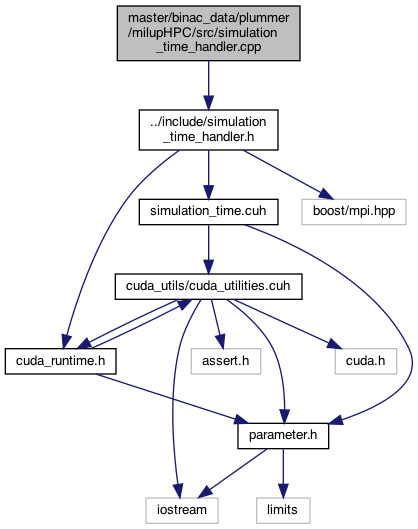 master/binac_data/plummer
/milupHPC/src/simulation
_time_handler.cpp
../include/simulation
_time_handler.h
simulation_time.cuh
boost/mpi.hpp
cuda_utils/cuda_utilities.cuh
cuda_runtime.h
assert.h
cuda.h
parameter.h
iostream
limits